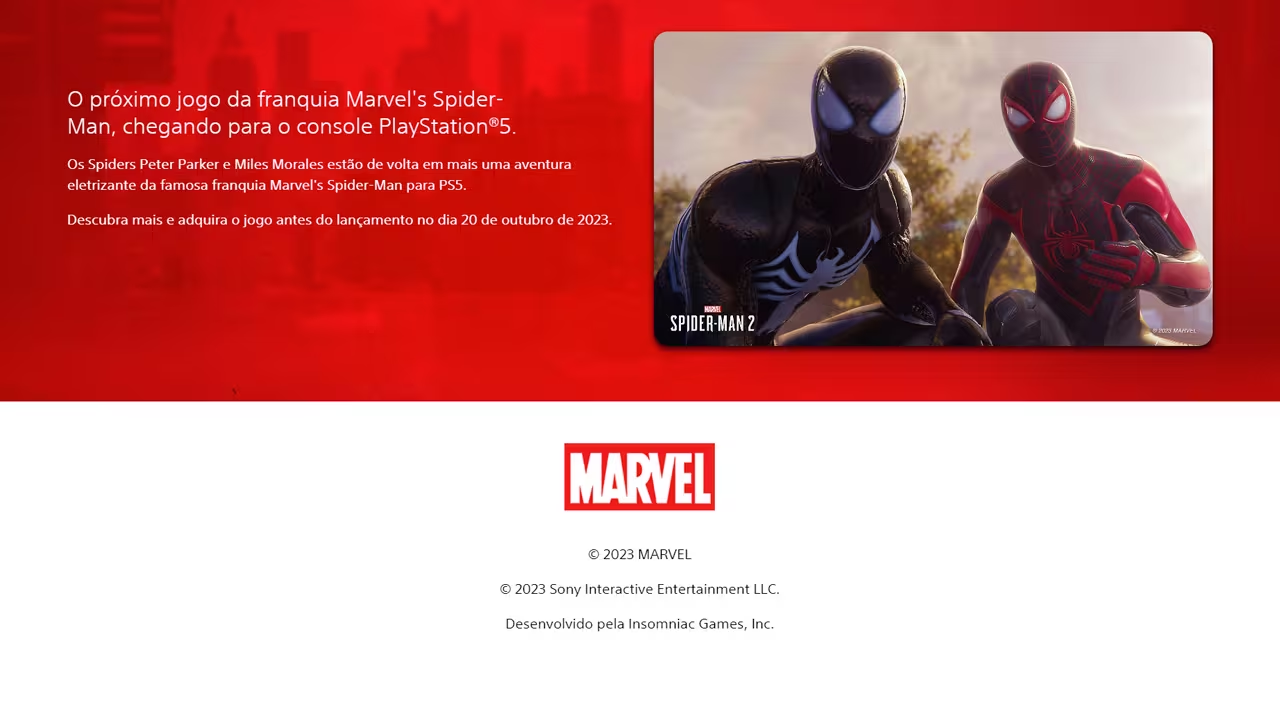 O próximo jogo da franquia Marvel's Spider-
Man, chegando para o console PlayStation®5.
Os Spiders Peter Parker e Miles Morales estão de volta em mais uma aventura
eletrizante da famosa franquia Marvel's Spider-Man para PS5.
Descubra mais e adquira o jogo antes do lançamento no dia 20 de outubro de 2023.
MARVEL
SPIDER-MAN 2
© 2023 MARVEL
MARVEL
© 2023 MARVEL
© 2023 Sony Interactive Entertainment LLC.
Desenvolvido pela Insomniac Games, Inc.